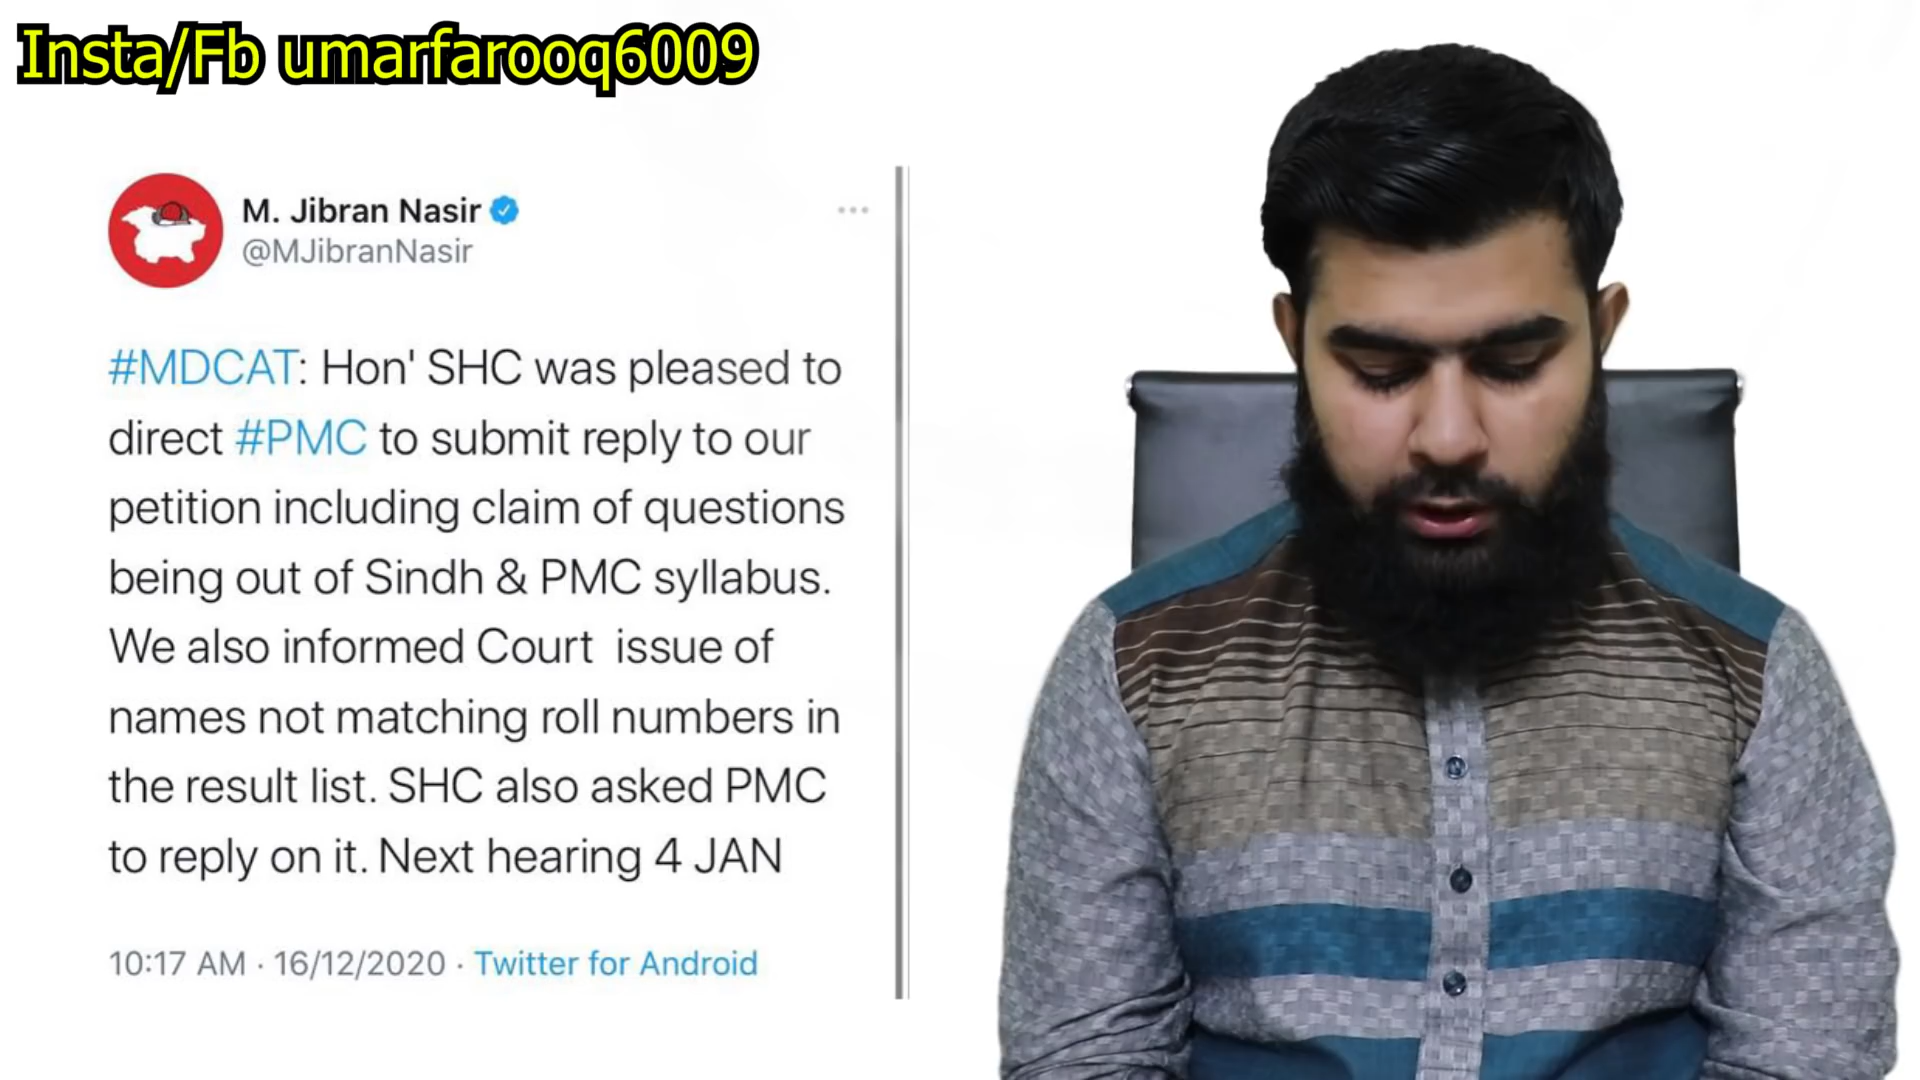 Insta/Fb umarfarooq6009
M. Jibran Nasir
@MJibranNasir
#MDCAT: Hon' SHC was pleased to
direct #PMC to submit reply to our
petition including claim of questions
being out of Sindh & PMC syllabus.
We also informed Court issue of
names not matching roll numbers in
the result list. SHC also asked PMC
to reply on it. Next hearing 4 JAN
10:17 AM · 16/12/2020 · Twitter for Android